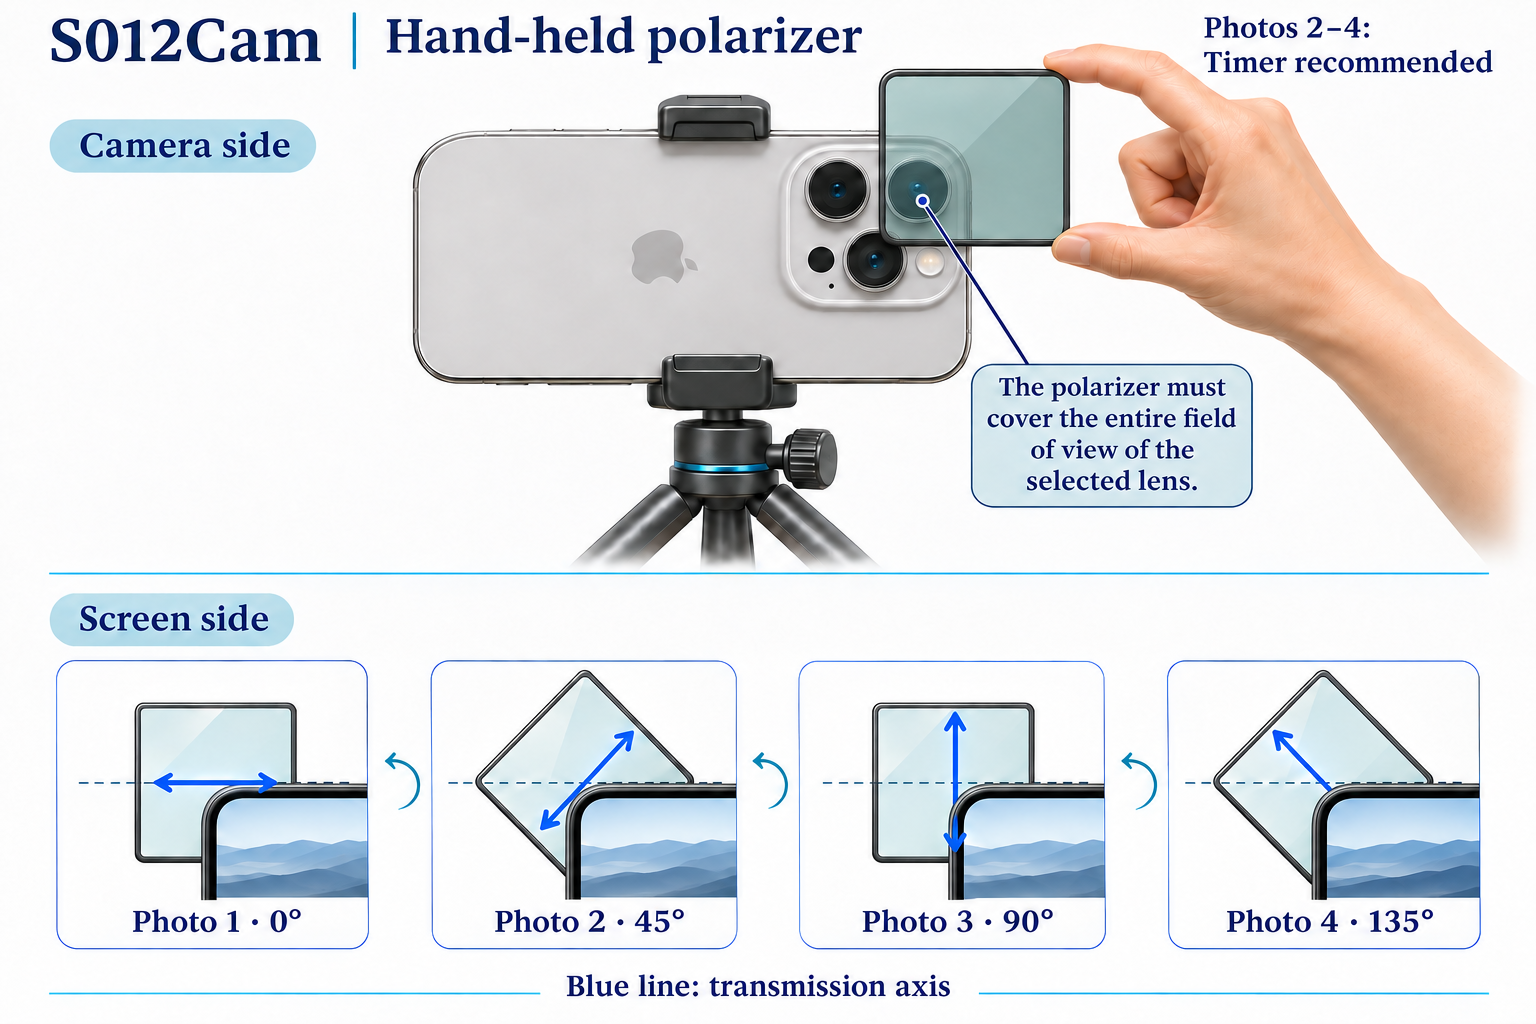 S012Cam
Hand-held polarizer
Photos 2–4:
Timer recommended
Camera side
The polarizer must
cover the entire field
of view of the
selected lens.
Screen side
Photo 1 · 0°
Photo 2 · 45°
Photo 3 · 90°
Photo 4 · 135°
Blue line: transmission axis